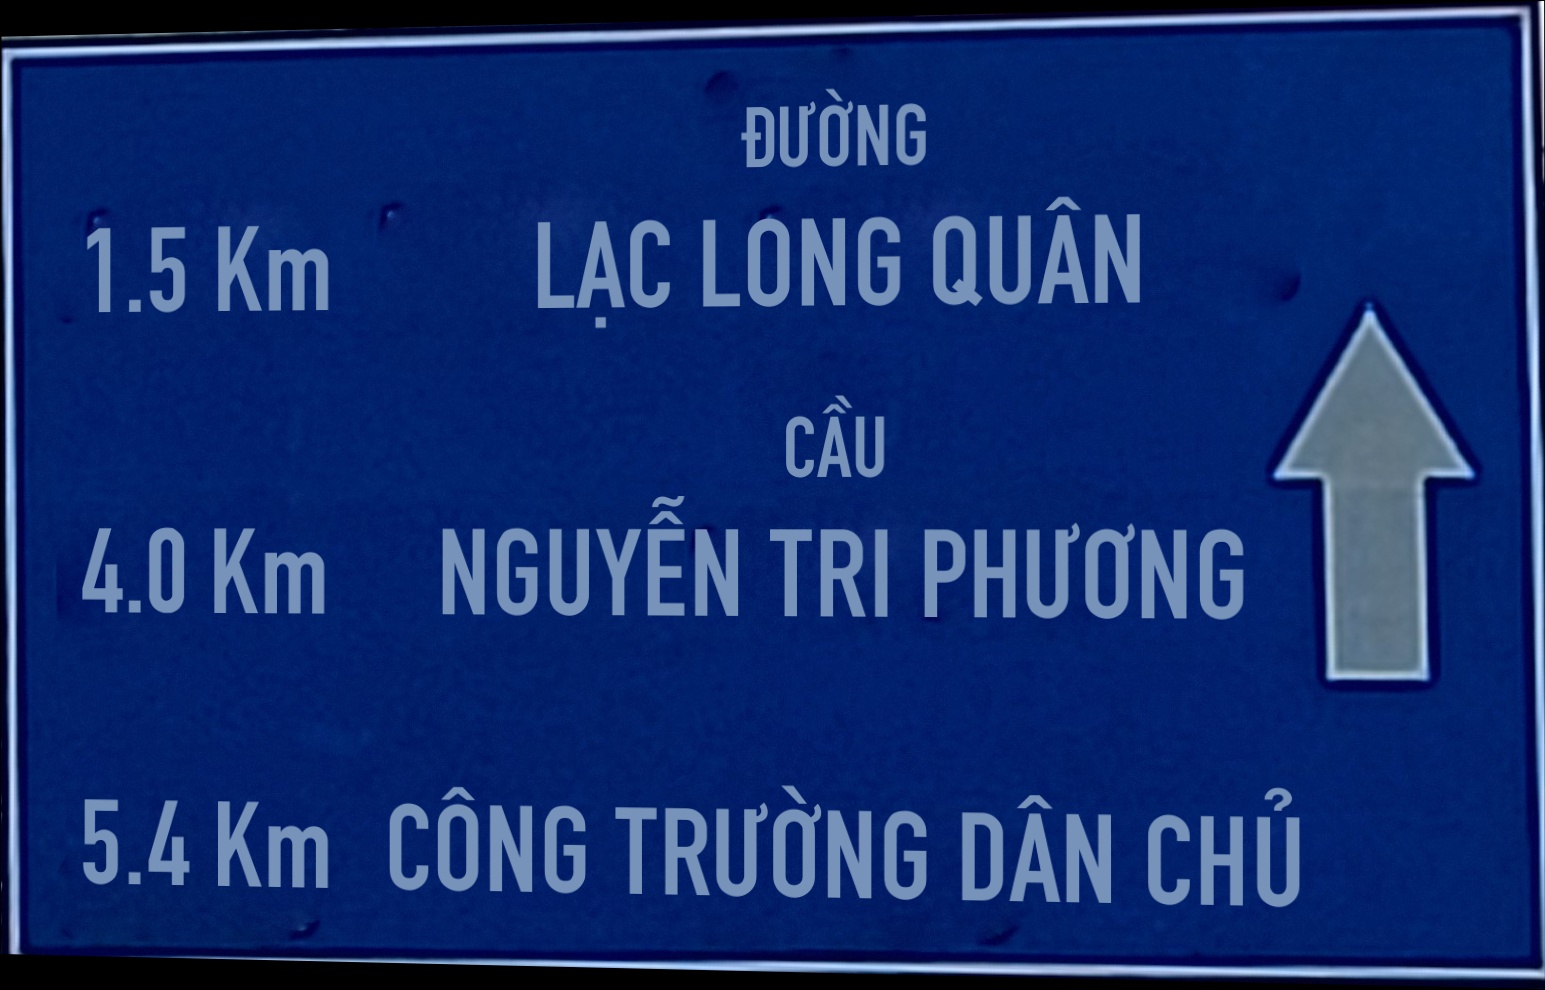 ĐƯỜNG
1.5 Km LẠC LONG QUÂN
CẦU
4.0 Km NGUYỄN TRI PHƯƠNG
5.4 Km CÔNG TRƯỜNG DÂN CHỦ